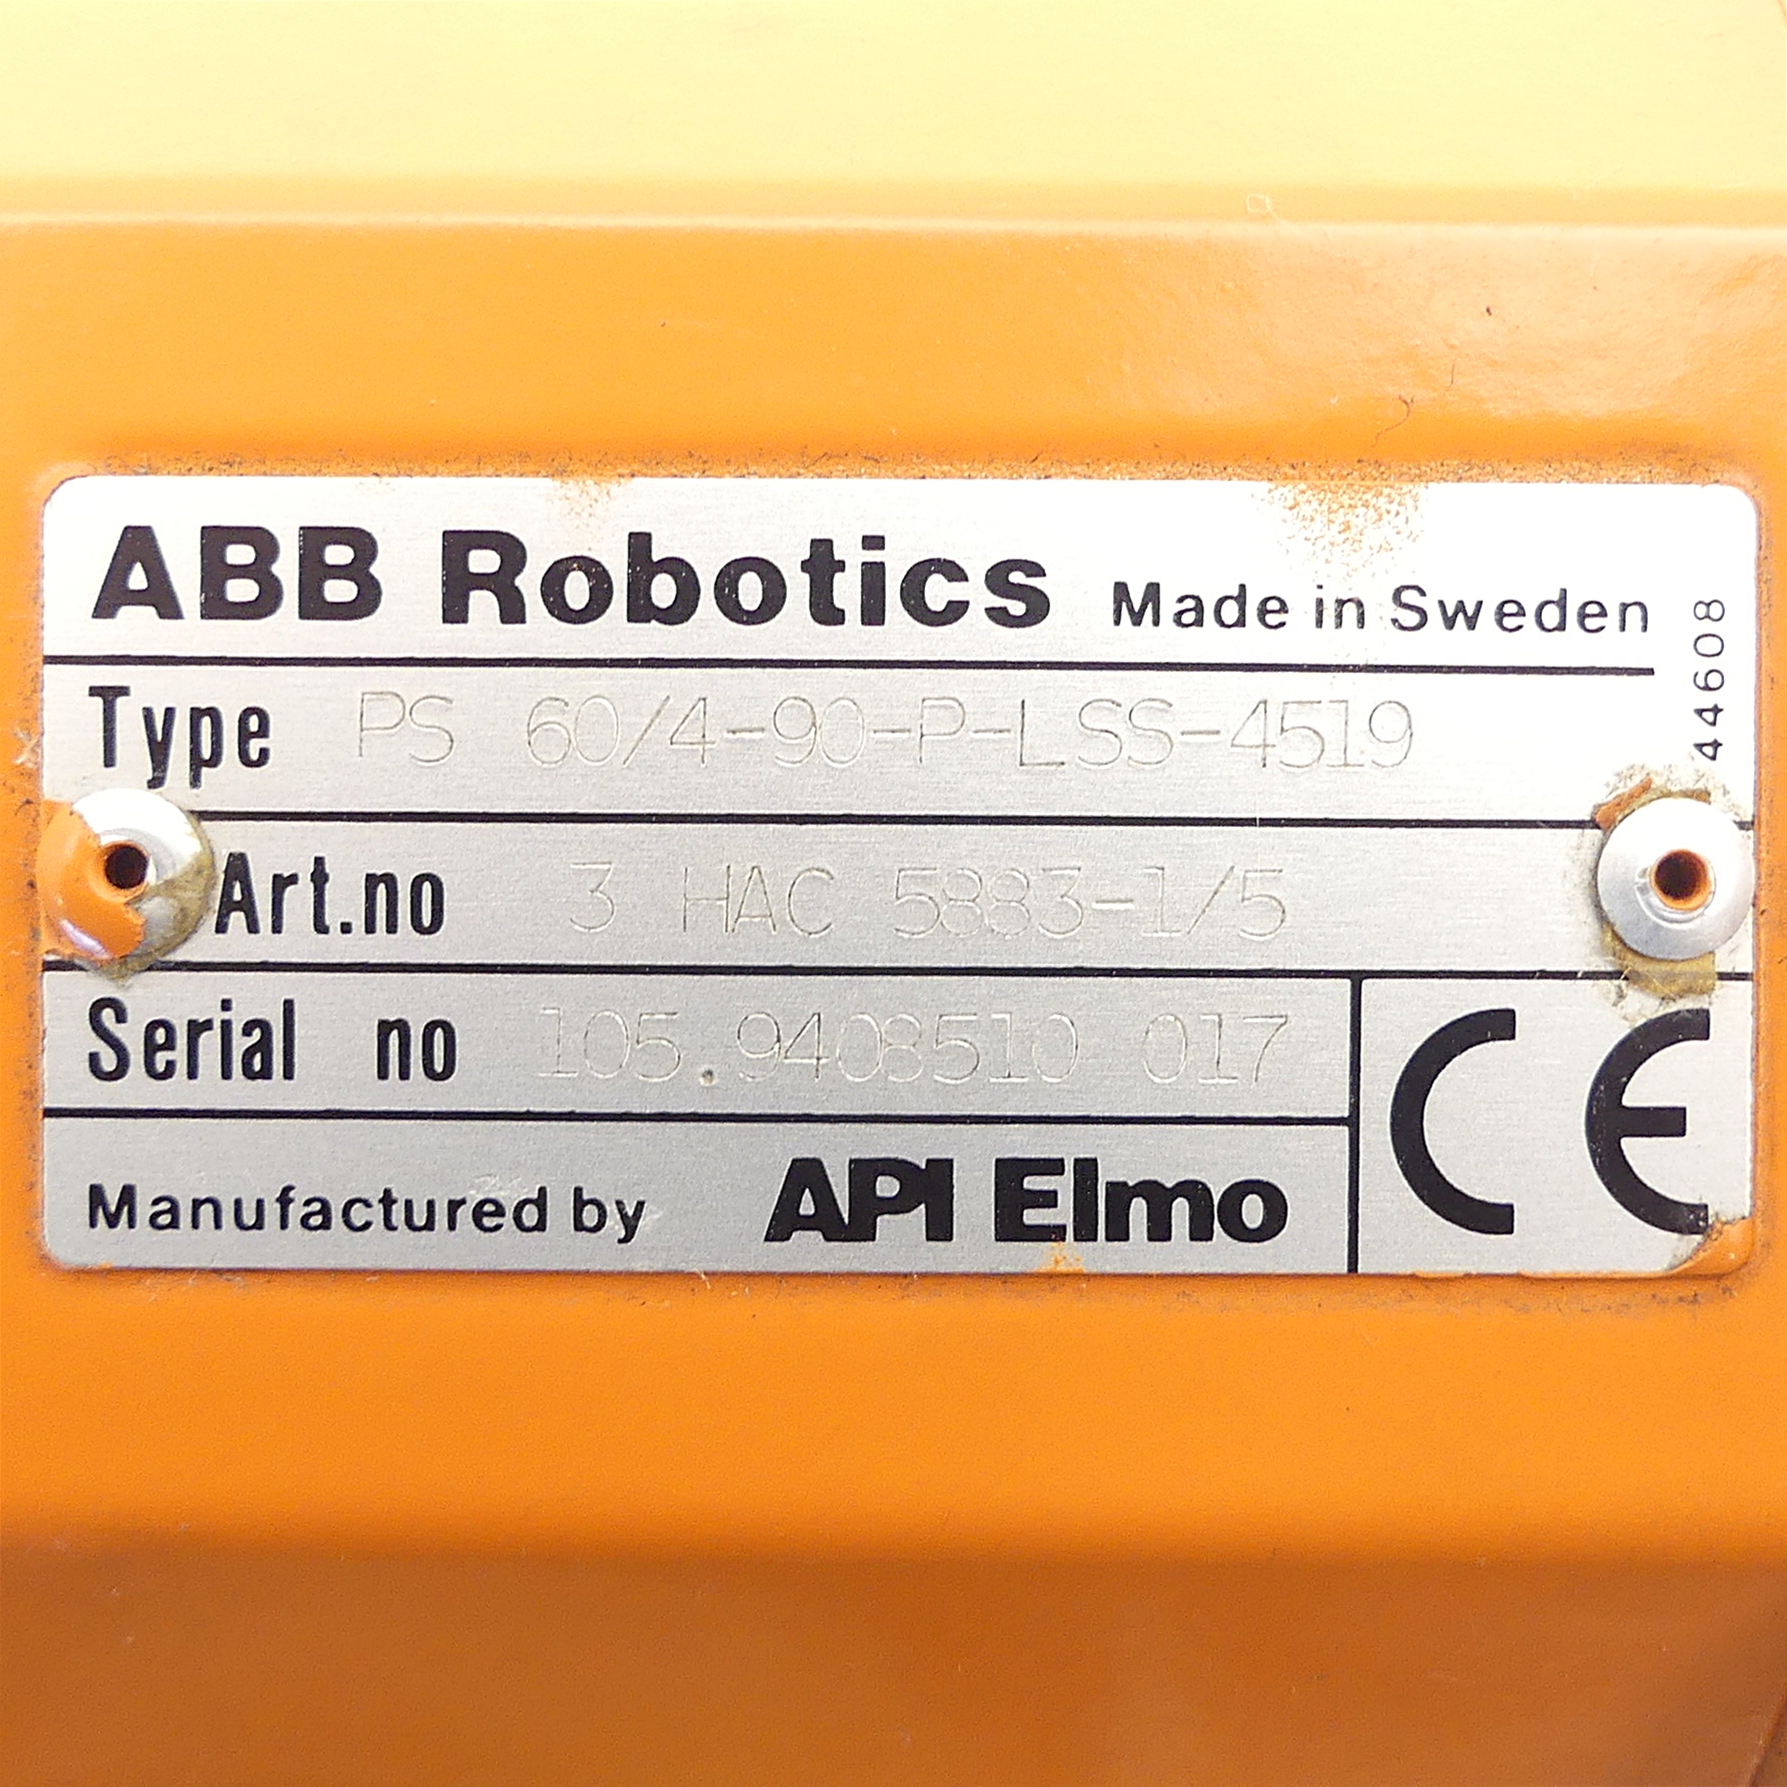 ABB Robotics Made in Sweden
44608
Type PS 60/4-90-P-LSS-4519
Art.no 3 HAC 5883-1/5
Serial no 105.9408510 017
Manufactured by API Elmo
CE